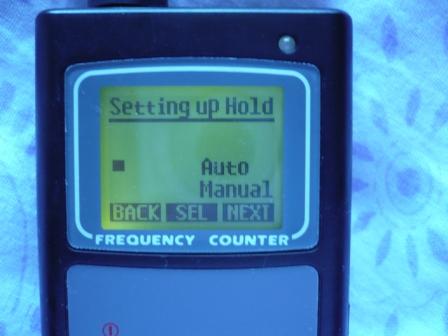 Setting up Hold
Auto
Manual
BACK SEL NEXT
FREQUENCY COUNTER